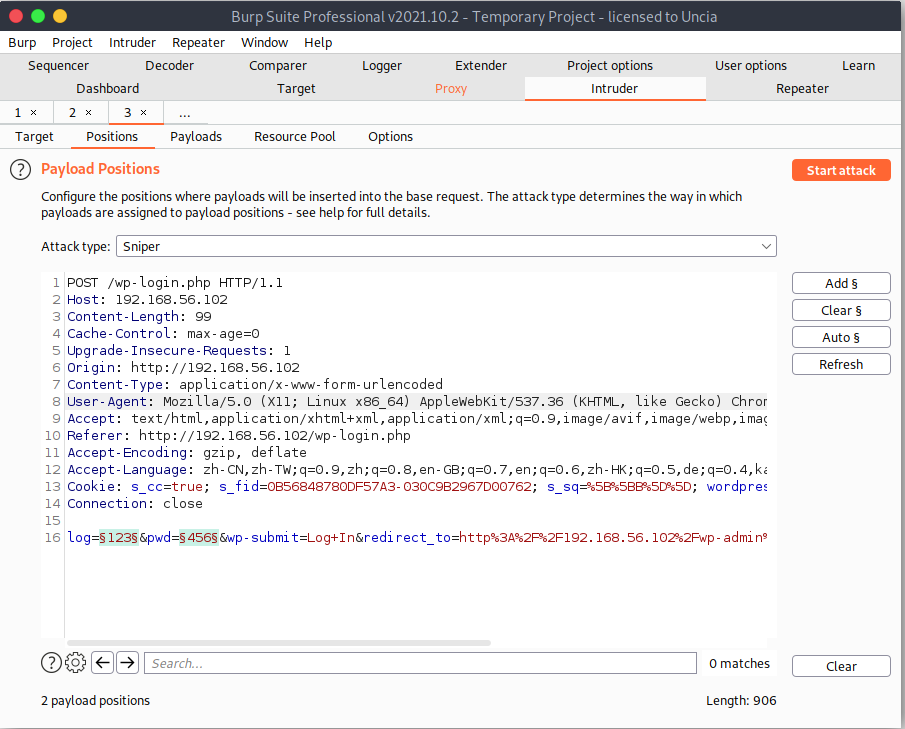 Burp Suite Professional v2021.10.2 - Temporary Project - licensed to Uncia
Burp Project Intruder Repeater Window Help
Sequencer Decoder Comparer Logger Extender Project options User options Learn
Dashboard Target Proxy Intruder Repeater
1 × 2 × 3 × ...
Target Positions Payloads Resource Pool Options
? Payload Positions Start attack
Configure the positions where payloads will be inserted into the base request. The attack type determines the way in which
payloads are assigned to payload positions - see help for full details.
Attack type: Sniper
1 POST /wp-login.php HTTP/1.1
2 Host: 192.168.56.102
3 Content-Length: 99
4 Cache-Control: max-age=0
5 Upgrade-Insecure-Requests: 1
6 Origin: http://192.168.56.102
7 Content-Type: application/x-www-form-urlencoded
8 User-Agent: Mozilla/5.0 (X11; Linux x86_64) AppleWebKit/537.36 (KHTML, like Gecko) Chrom
9 Accept: text/html,application/xhtml+xml,application/xml;q=0.9,image/avif,image/webp,imag
10 Referer: http://192.168.56.102/wp-login.php
11 Accept-Encoding: gzip, deflate
12 Accept-Language: zh-CN,zh-TW;q=0.9,zh;q=0.8,en-GB;q=0.7,en;q=0.6,zh-HK;q=0.5,de;q=0.4,ka
13 Cookie: s_cc=true; s_fid=0B56848780DF57A3-030C9B2967D00762; s_sq=%5B%5BB%5D%5D; wordpres
14 Connection: close
15
16 log=§123§&pwd=§456§&wp-submit=Log+In&redirect_to=http%3A%2F%2F192.168.56.102%2Fwp-admin%
Add §
Clear §
Auto §
Refresh
? Search... 0 matches Clear
2 payload positions Length: 906